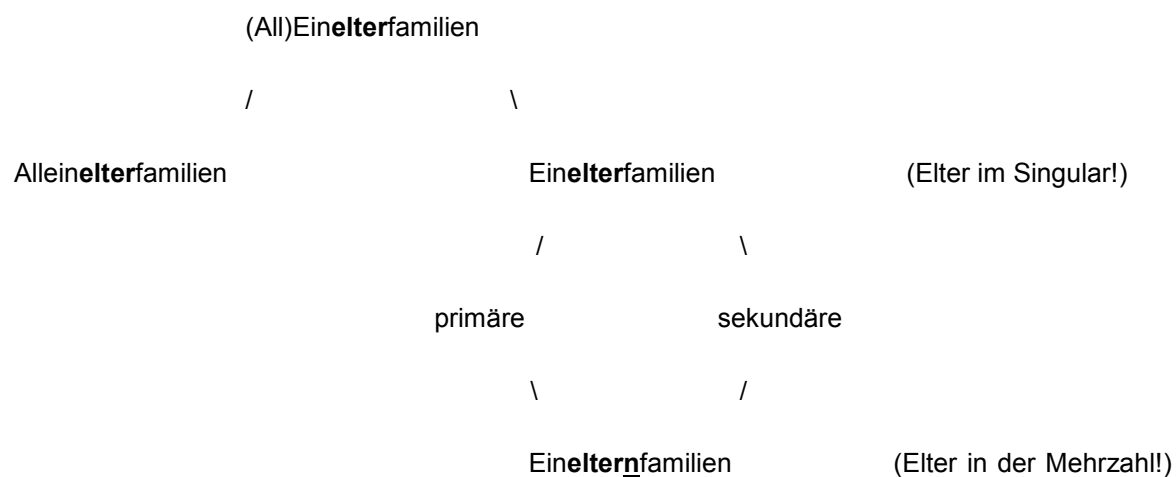 (All)Einelterfamilien
/ \
Alleinelterfamilien Einelterfamilien (Elter im Singular!)
/ \
primäre sekundäre
\ /
Einelternfamilien (Elter in der Mehrzahl!)